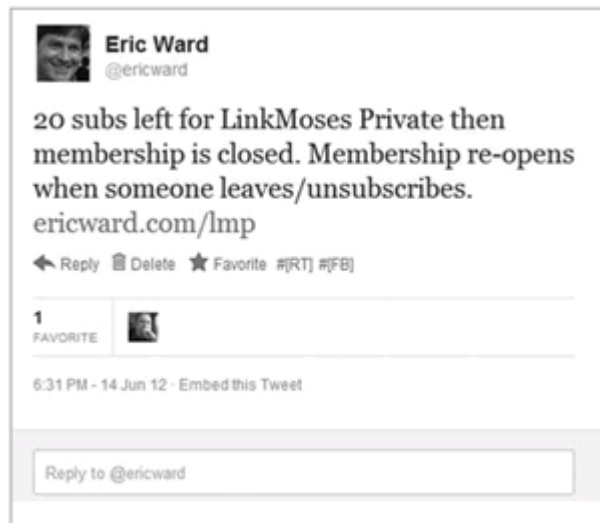 Eric Ward
@ericward
20 subs left for LinkMoses Private then
membership is closed. Membership re-opens
when someone leaves/unsubscribes.
ericward.com/lmp
Reply Delete Favorite #[RT] #[FB]
1
FAVORITE
6:31 PM - 14 Jun 12 · Embed this Tweet
Reply to @ericward